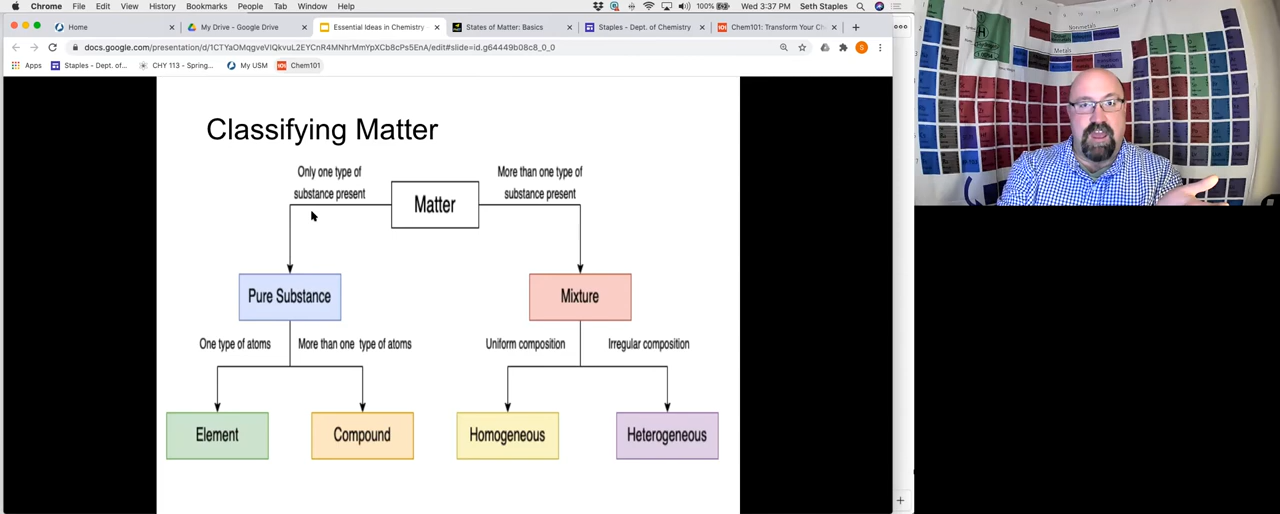 Chrome File Edit View History Bookmarks People Tab Window Help 100% Wed 3:37 PM Seth Staples
Home My Drive - Google Drive Essential Ideas in Chemistry States of Matter: Basics Staples - Dept. of Chemistry Chem101: Transform Your Ch
docs.google.com/presentation/d/1CTYaOMqgveVIQkvuL2EYCnR4MNhrMmYpXCb8cPs5EnA/edit#slide=id.g64449b08c8_0_0
Apps Staples - Dept. of... CHY 113 - Spring... My USM Chem101
Classifying Matter
Only one type of
substance present
More than one type of
substance present
Matter
Pure Substance
Mixture
One type of atoms
More than one type of atoms
Uniform composition
Irregular composition
Element
Compound
Homogeneous
Heterogeneous
Nonmetals
Metals
H